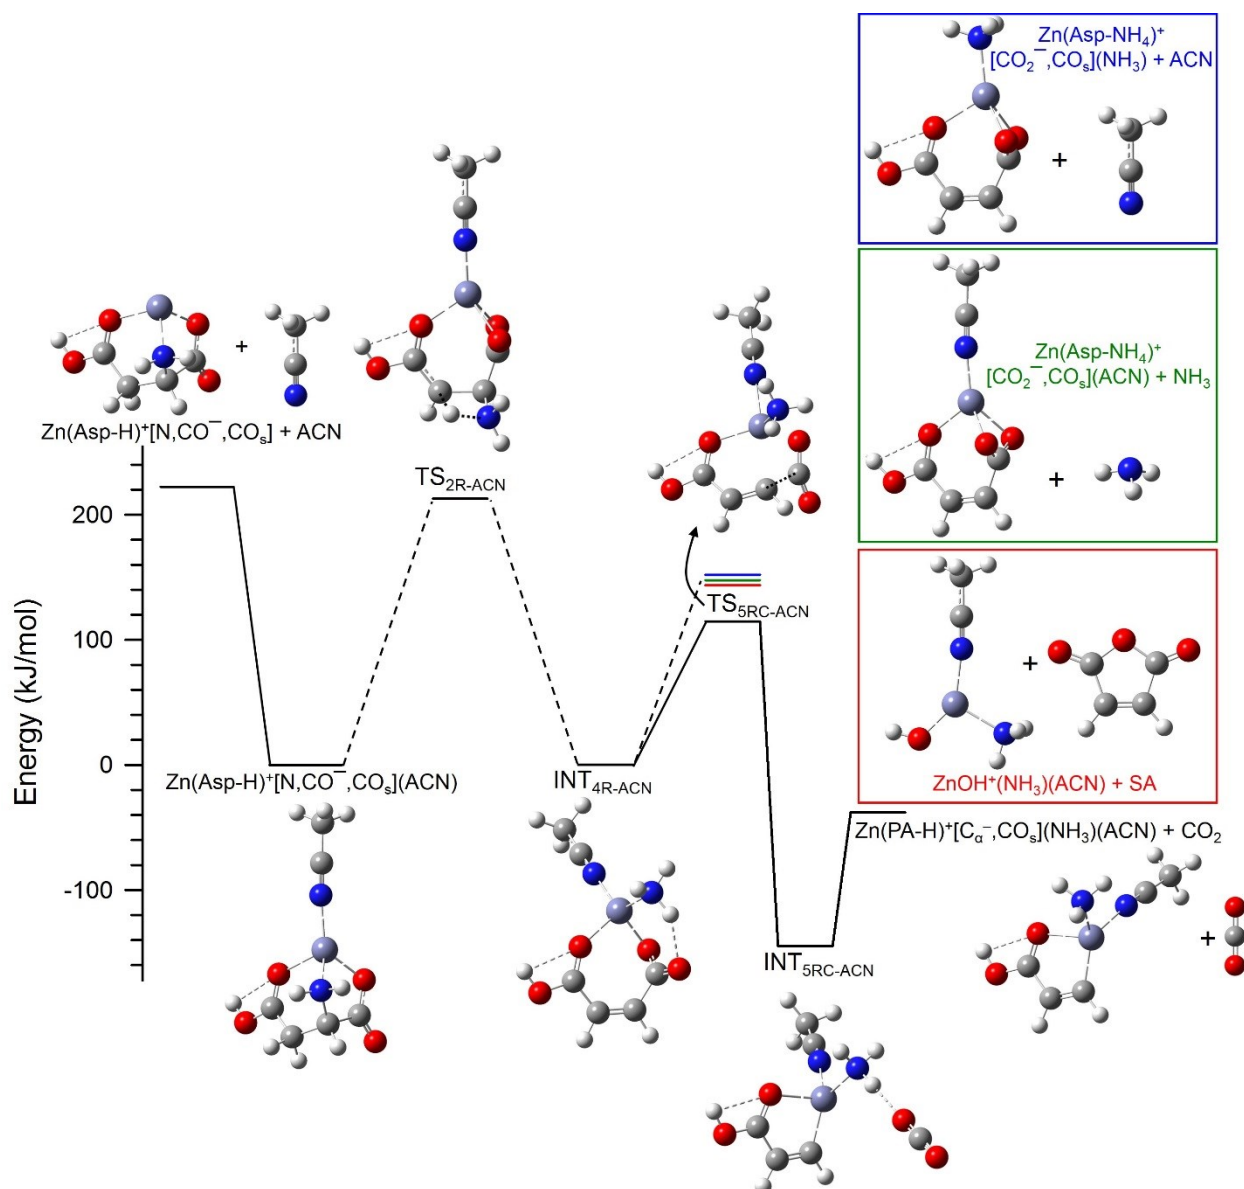 Zn(Asp-NH₄)⁺
[CO₂⁻,COₛ](NH₃) + ACN
+
Zn(Asp-NH₄)⁺
[CO₂⁻,COₛ](ACN) + NH₃
+
+
Zn(Asp-H)⁺[N,CO⁻,COₛ] + ACN
TS₂R-ACN
200
TS₅RC-ACN
100
+
Energy (kJ/mol)
0
Zn(Asp-H)⁺[N,CO⁻,COₛ](ACN)
INT₄R-ACN
ZnOH⁺(NH₃)(ACN) + SA
Zn(PA-H)⁺[Cα⁻,COₛ](NH₃)(ACN) + CO₂
-100
+
INT₅RC-ACN